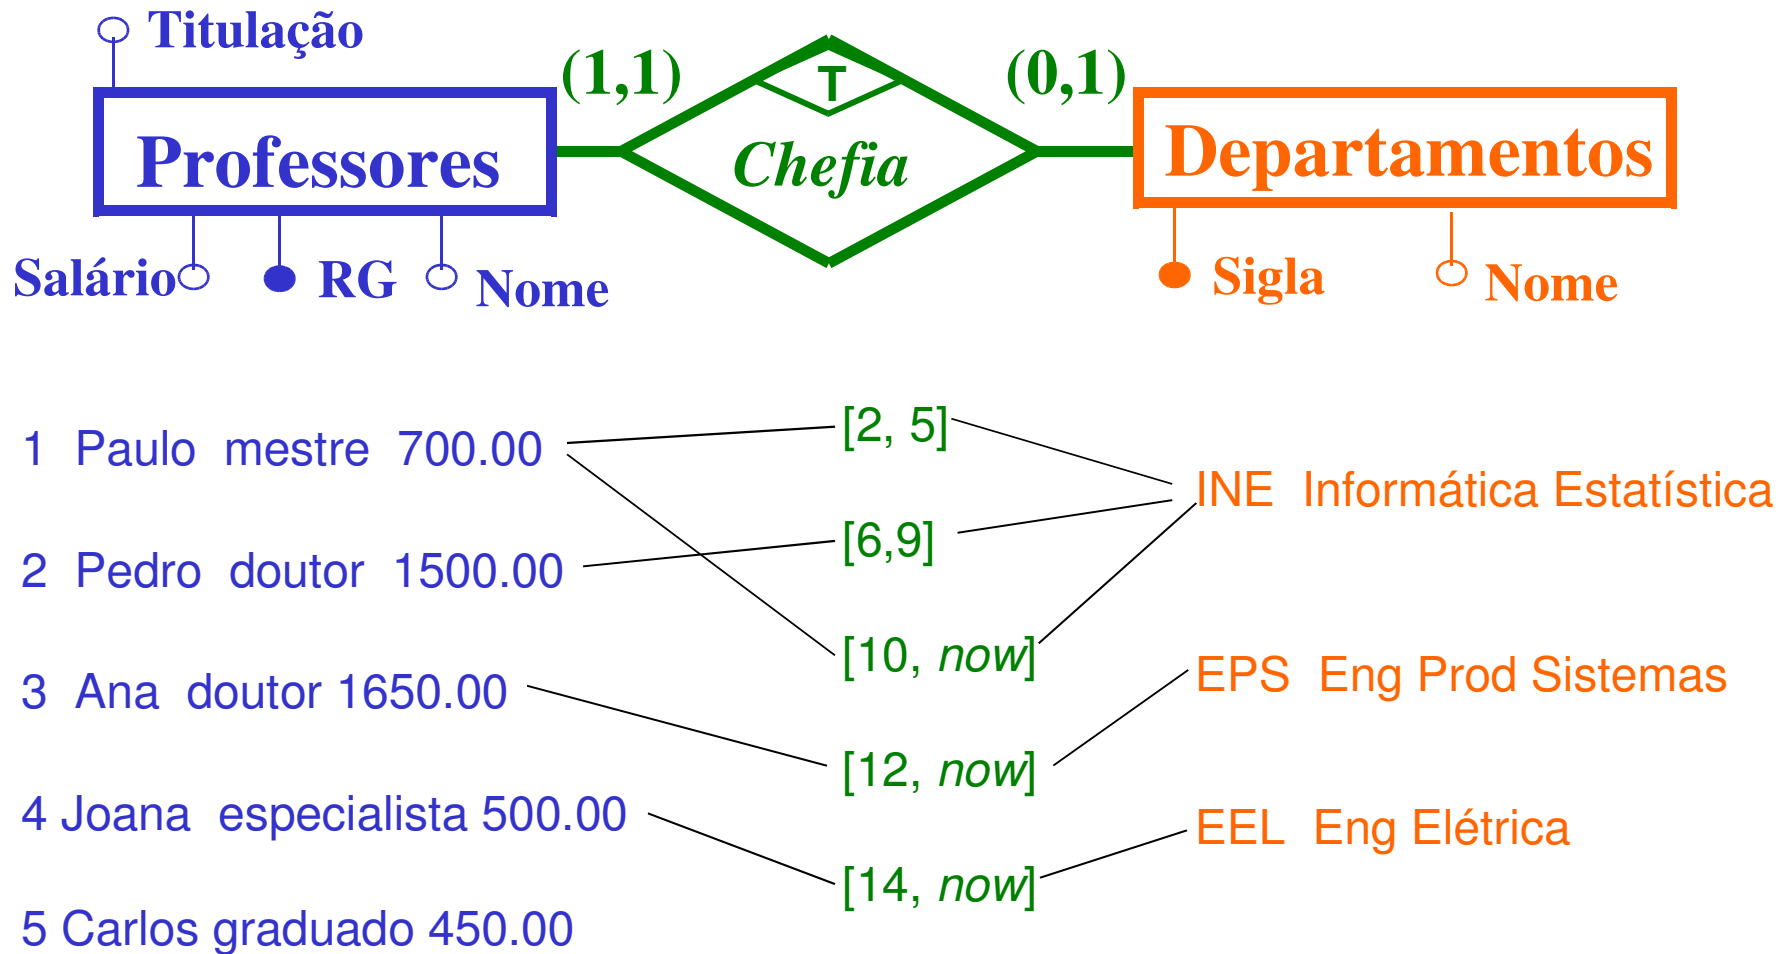 Titulação
(1,1) T (0,1)
Professores Chefia Departamentos
Salário RG Nome Sigla Nome
1 Paulo mestre 700.00 [2, 5]
INE Informática Estatística
2 Pedro doutor 1500.00 [6,9]
[10, now]
3 Ana doutor 1650.00 EPS Eng Prod Sistemas
[12, now]
4 Joana especialista 500.00 EEL Eng Elétrica
[14, now]
5 Carlos graduado 450.00